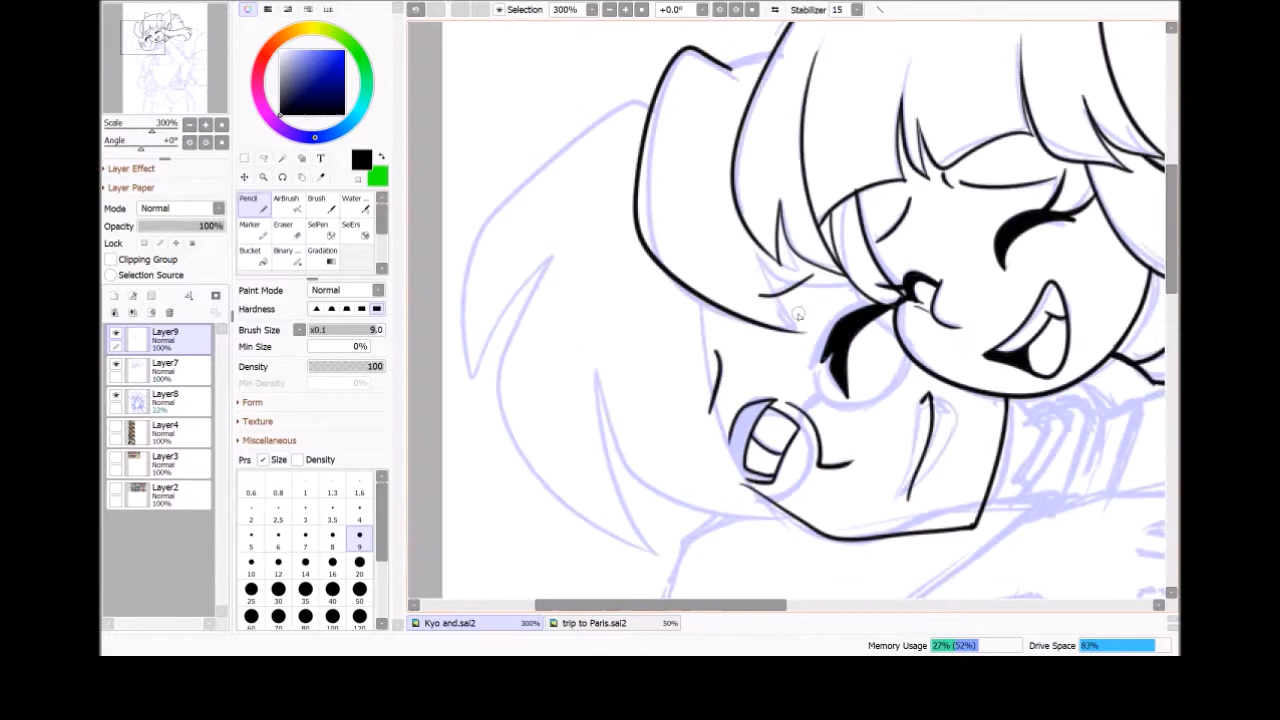 Selection 300% +0.0° Stabilizer 15
Scale 300%
Angle +0°
Layer Effect
Layer Paper
Mode Normal
Opacity 100%
Lock
Clipping Group
Selection Source
Layer9
Normal
100%
Layer7
Normal
100%
Layer8
Normal
22%
Layer4
Normal
100%
Layer3
Normal
100%
Layer2
Normal
100%
T
Pencil AirBrush Brush Water ...
Marker Eraser SelPen SelErs
Bucket Binary ... Gradation
Paint Mode Normal
Hardness
Brush Size x0.1 9.0
Min Size 0%
Density 100
Min Density 0%
Form
Texture
Miscellaneous
Prs Size Density
0.6 0.8 1 1.3 1.6
2 2.5 3 3.5 4
5 6 7 8 9
10 12 14 16 20
25 30 35 40 50
60 70 80 100 120
Kyo and.sai2 300% trip to Paris.sai2 50%
Memory Usage 27% (52%) Drive Space 83%